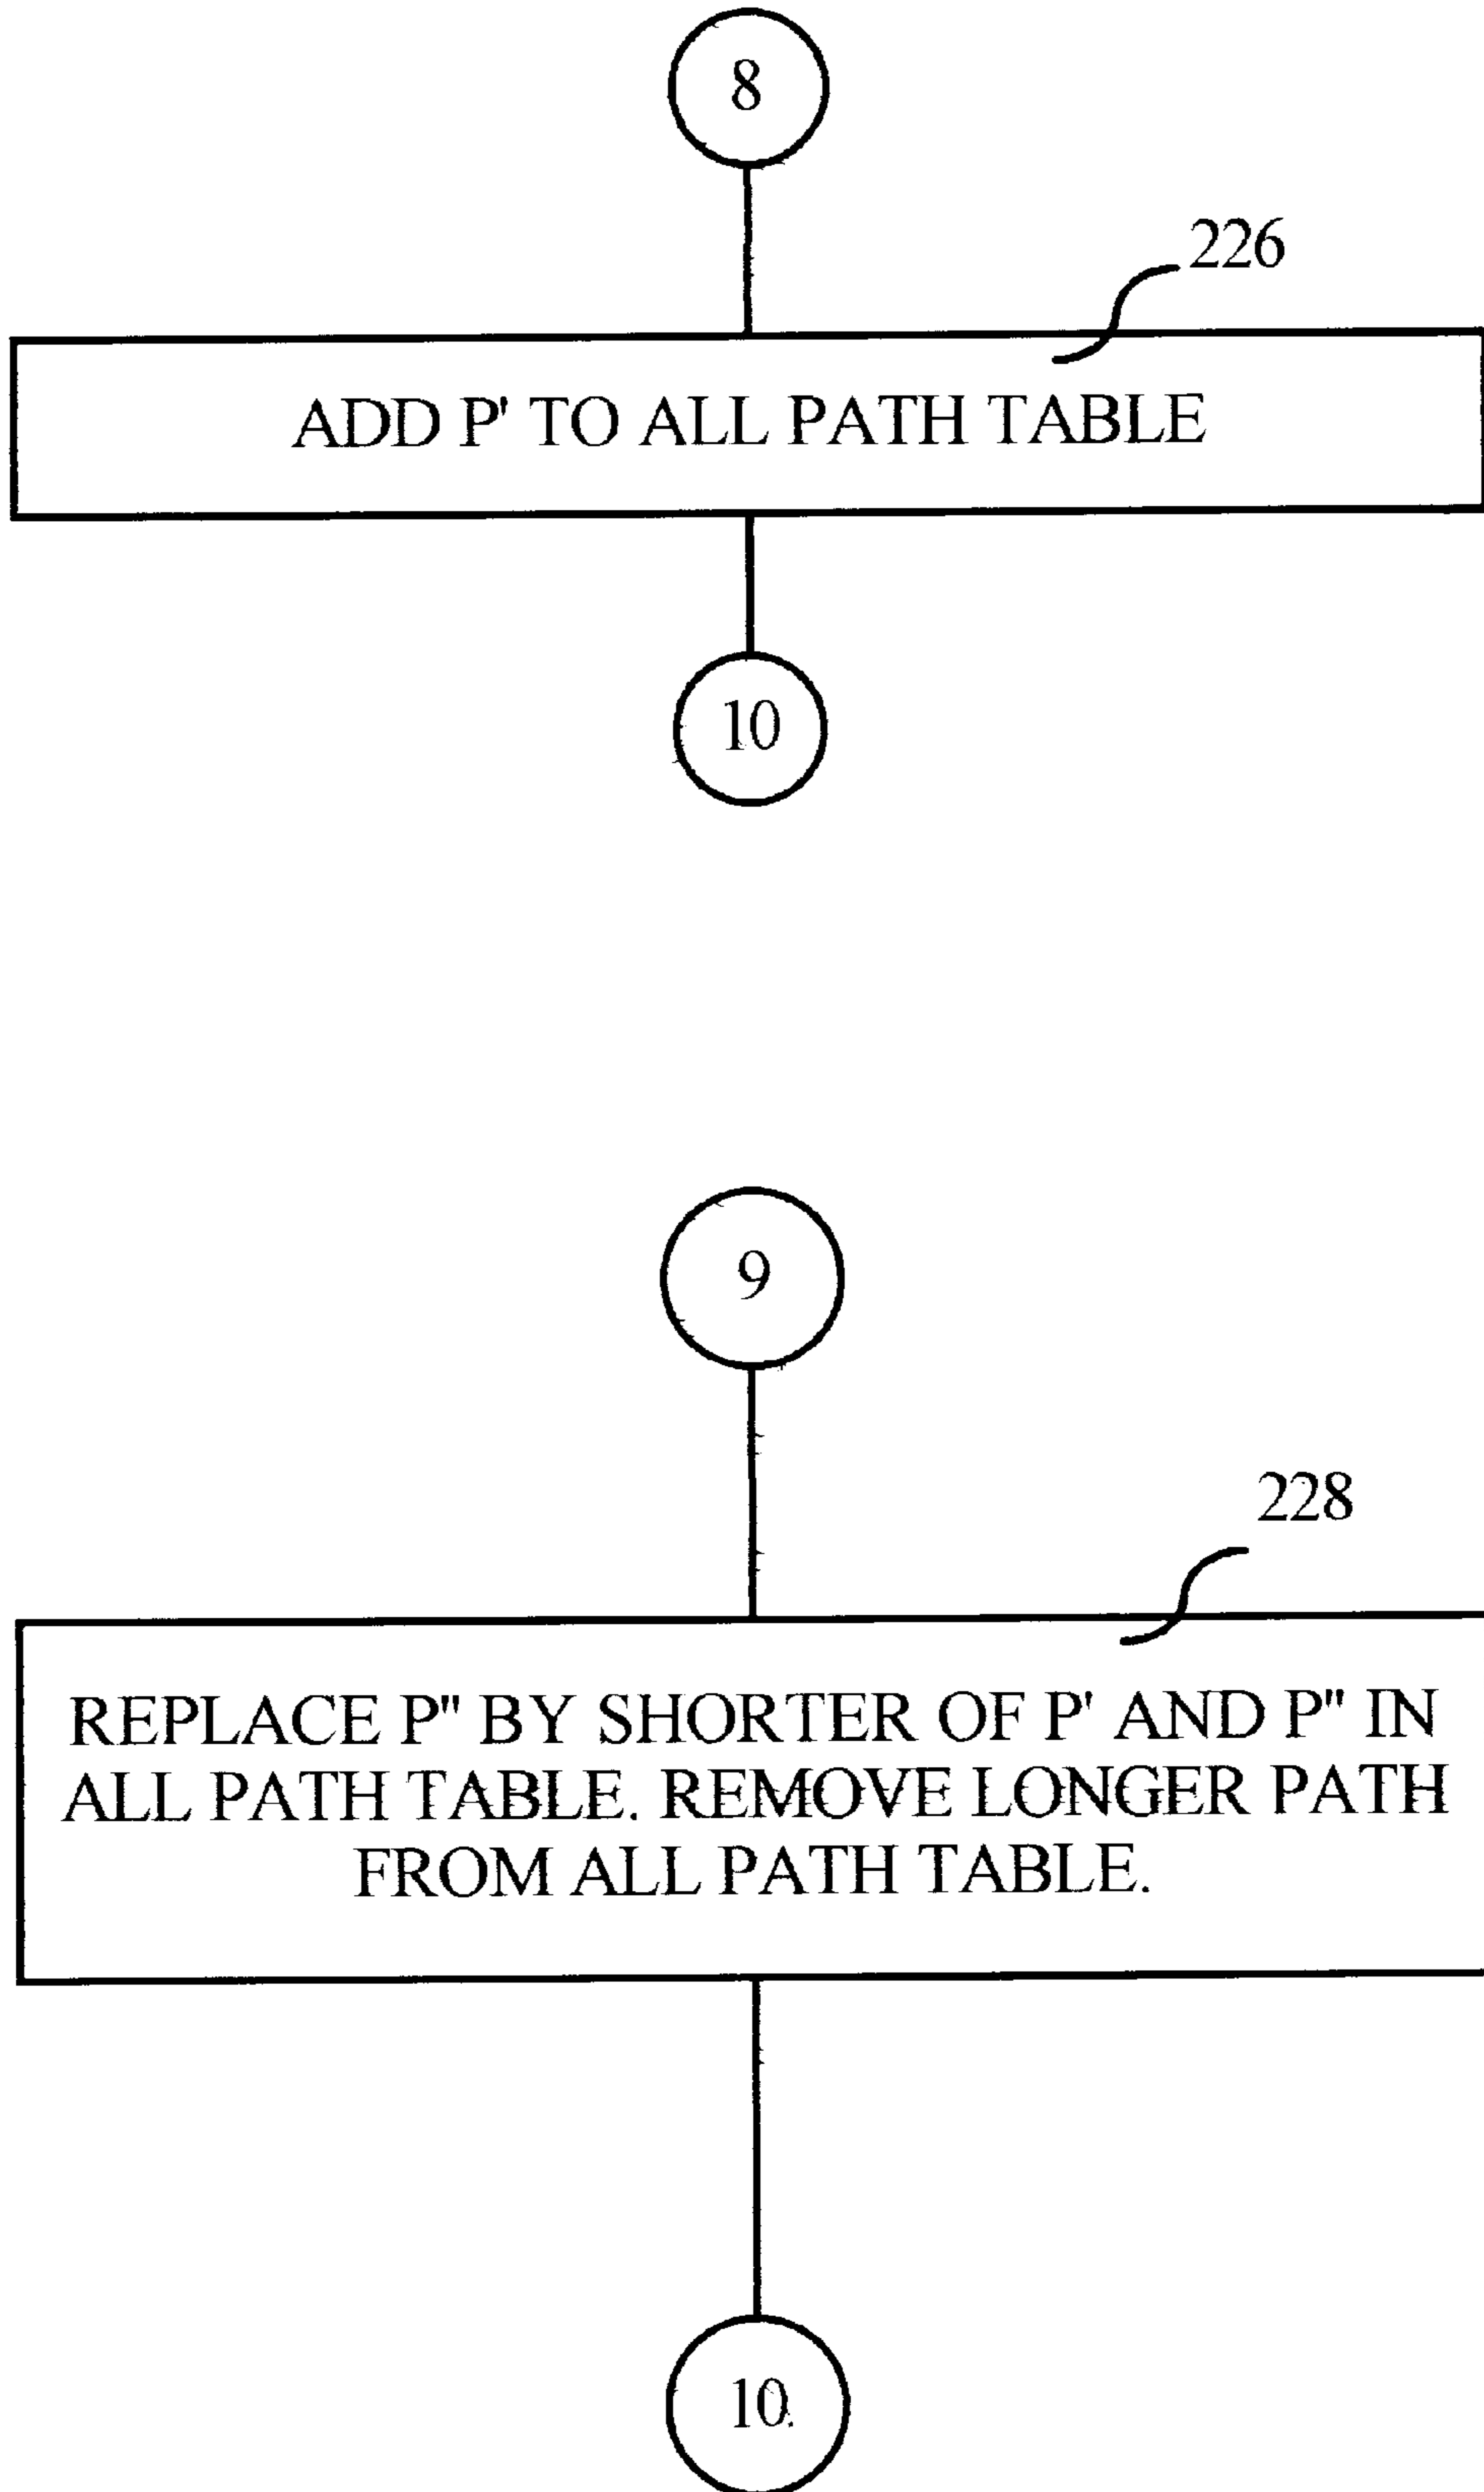 8
226
ADD P' TO ALL PATH TABLE
10
9
228
REPLACE P" BY SHORTER OF P' AND P" IN
ALL PATH TABLE. REMOVE LONGER PATH
FROM ALL PATH TABLE.
10